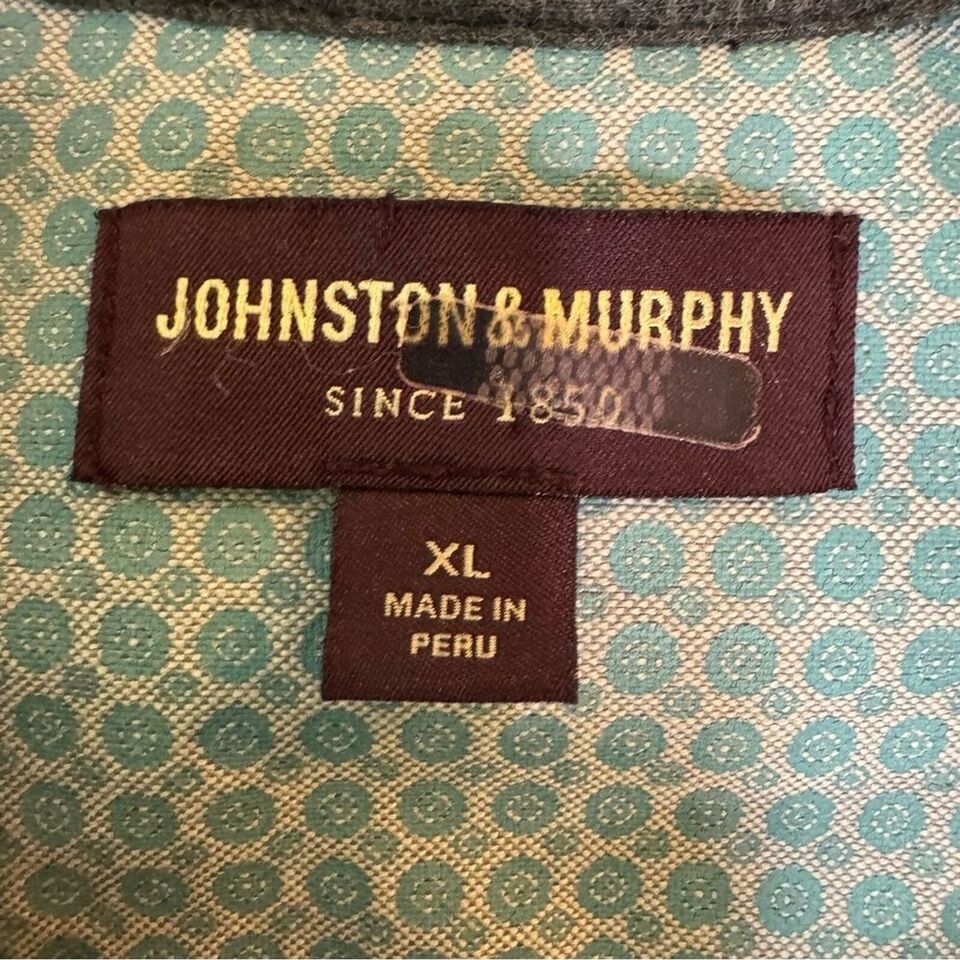 JOHNSTON & MURPHY
SINCE 1850
XL
MADE IN
PERU